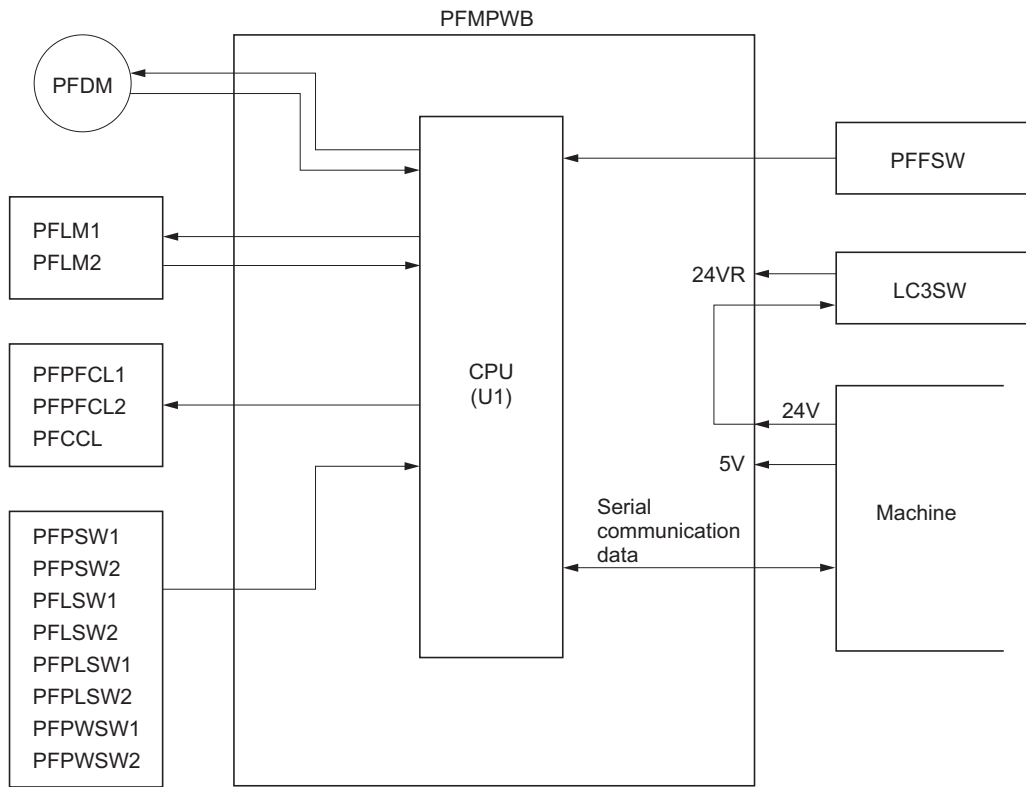 PFMPWB
PFDM
PFLM1
PFLM2
PFPFCL1
PFPFCL2
PFCCL
PFPSW1
PFPSW2
PFLSW1
PFLSW2
PFPLSW1
PFPLSW2
PFPWSW1
PFPWSW2
CPU
(U1)
PFFSW
24VR
LC3SW
24V
5V
Serial
communication
data
Machine